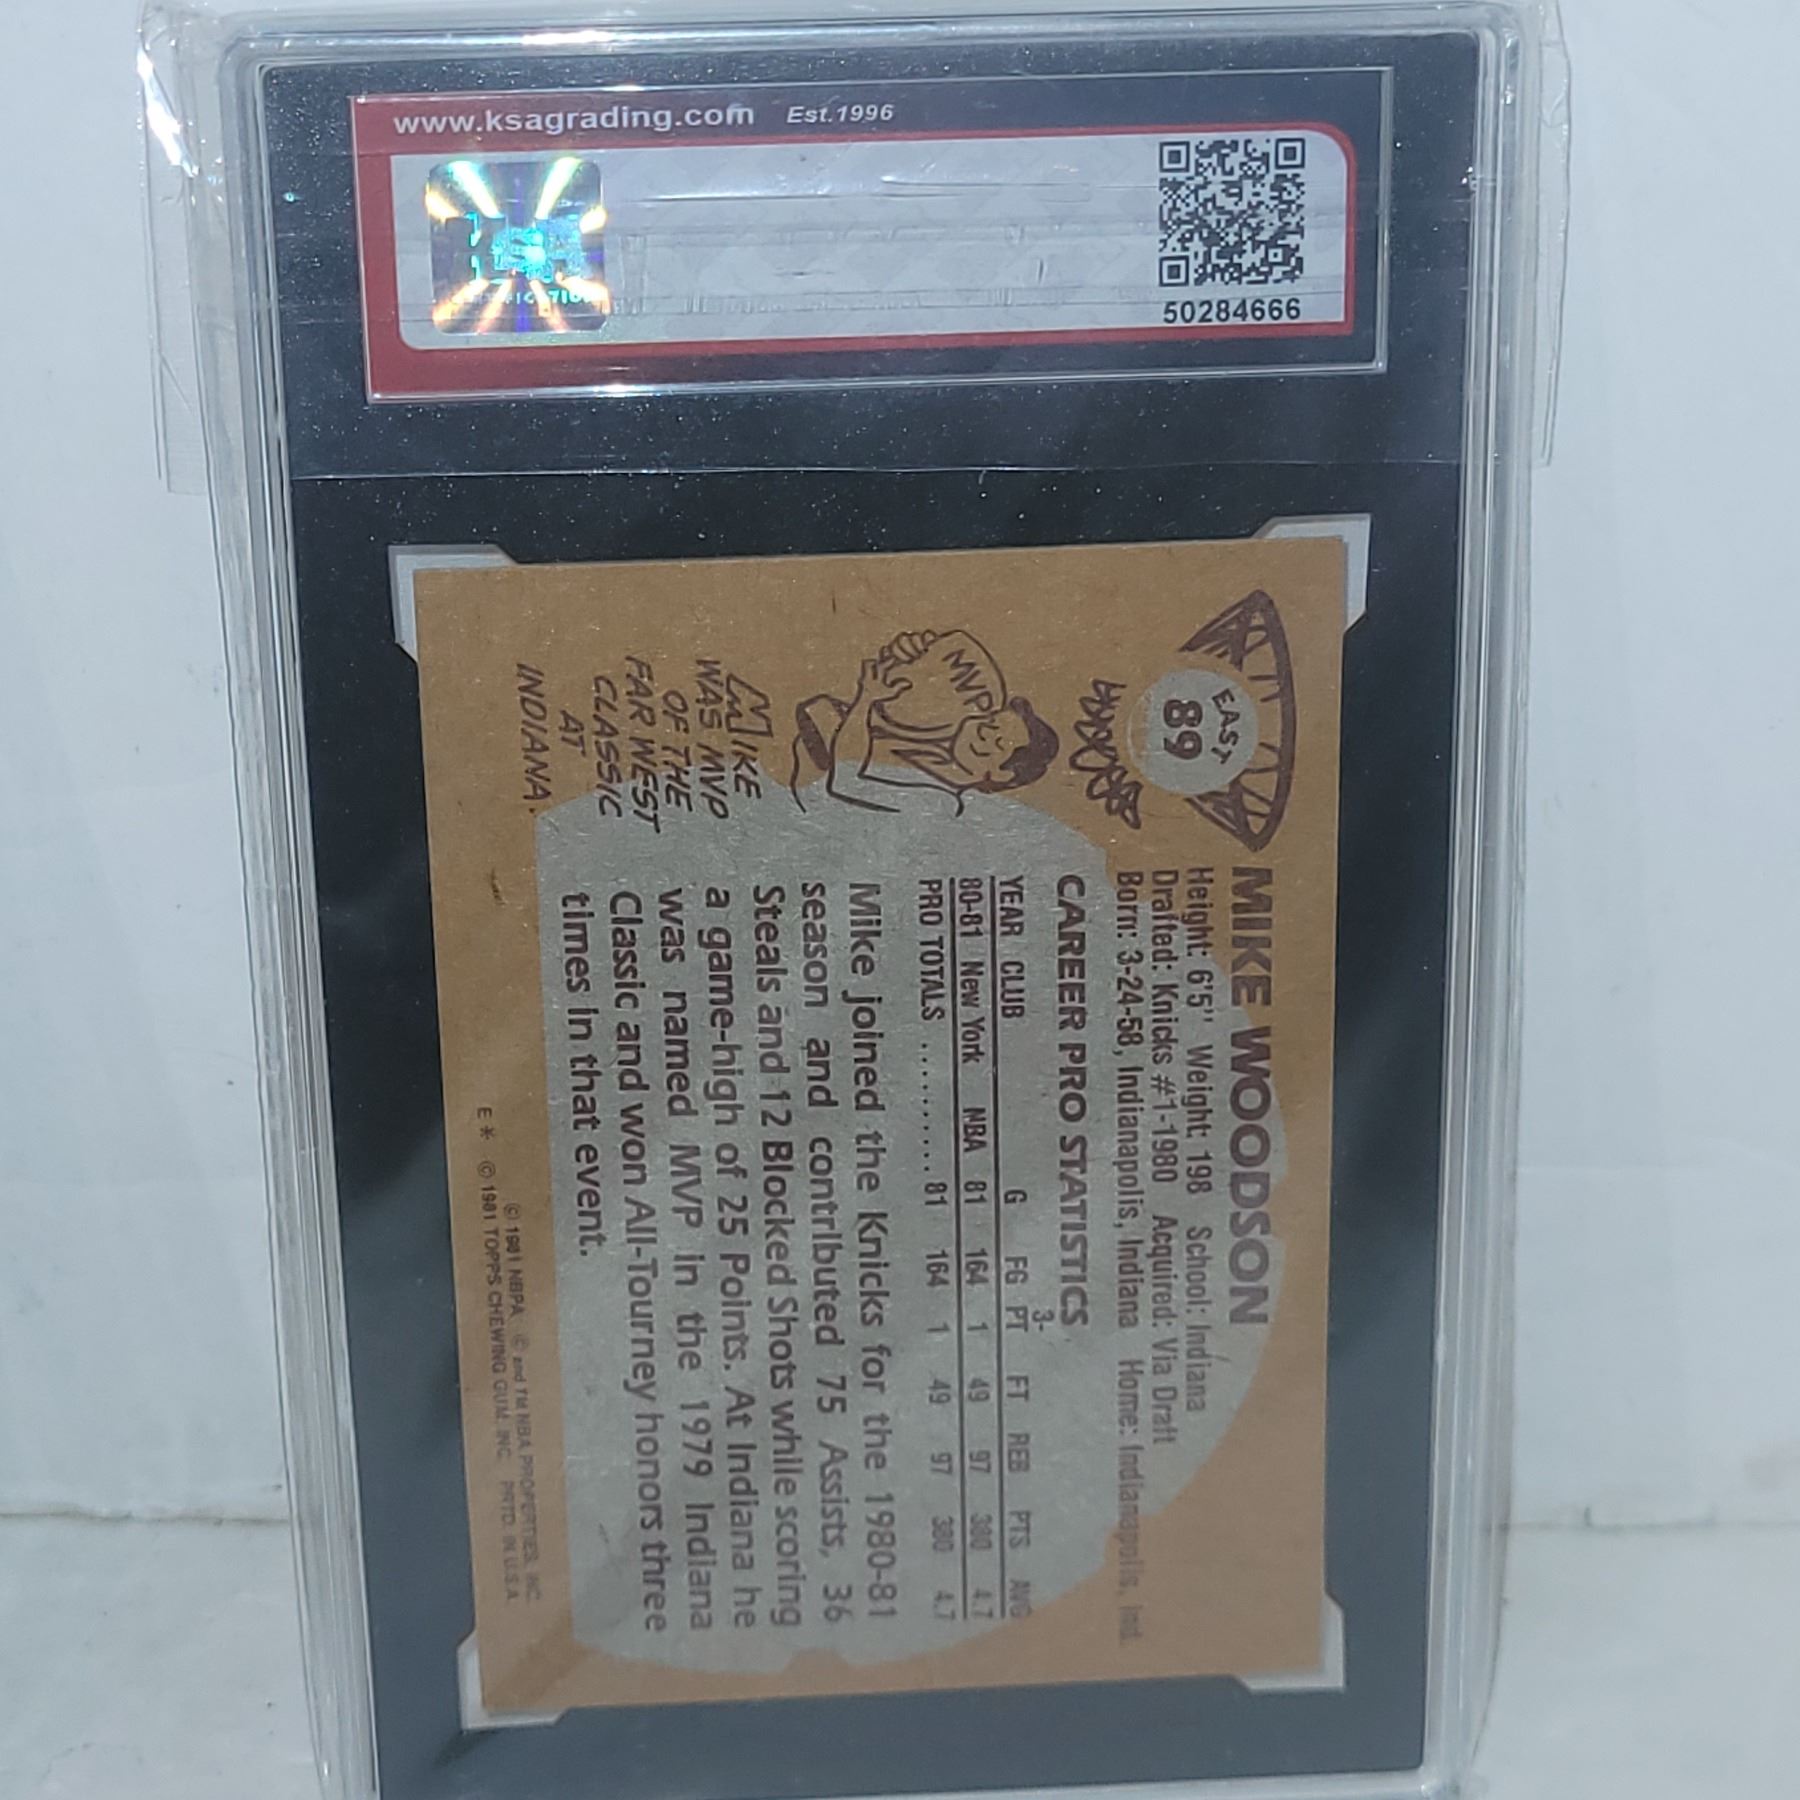 www.ksagrading.com Est.1996
50284666
EAST
89
MIKE WOODSON
Height: 6'5'' Weight: 198 School: Indiana
Drafted: Knicks #1-1980 Acquired: Via Draft
Born: 3-24-58, Indianapolis, Indiana Home: Indianapolis, Ind.
CAREER PRO STATISTICS
YEAR CLUB G FG 3-PT FT REB PTS AVG
80-81 New York NBA 81 164 1 49 97 380 4.7
PRO TOTALS .......... 81 164 1 49 97 380 4.7
Mike joined the Knicks for the 1980-81
season and contributed 75 Assists, 36
Steals and 12 Blocked Shots while scoring
a game-high of 25 Points. At Indiana he
was named MVP in the 1979 Indiana
Classic and won All-Tourney honors three
times in that event.
KNICKS
MVP
MIKE
WAS MVP
OF THE
FAR WEST
CLASSIC
AT
INDIANA.
© 1981 NBPA © and TM NBA PROPERTIES, INC.
E* © 1981 TOPPS CHEWING GUM, INC. PRTD. IN U.S.A.